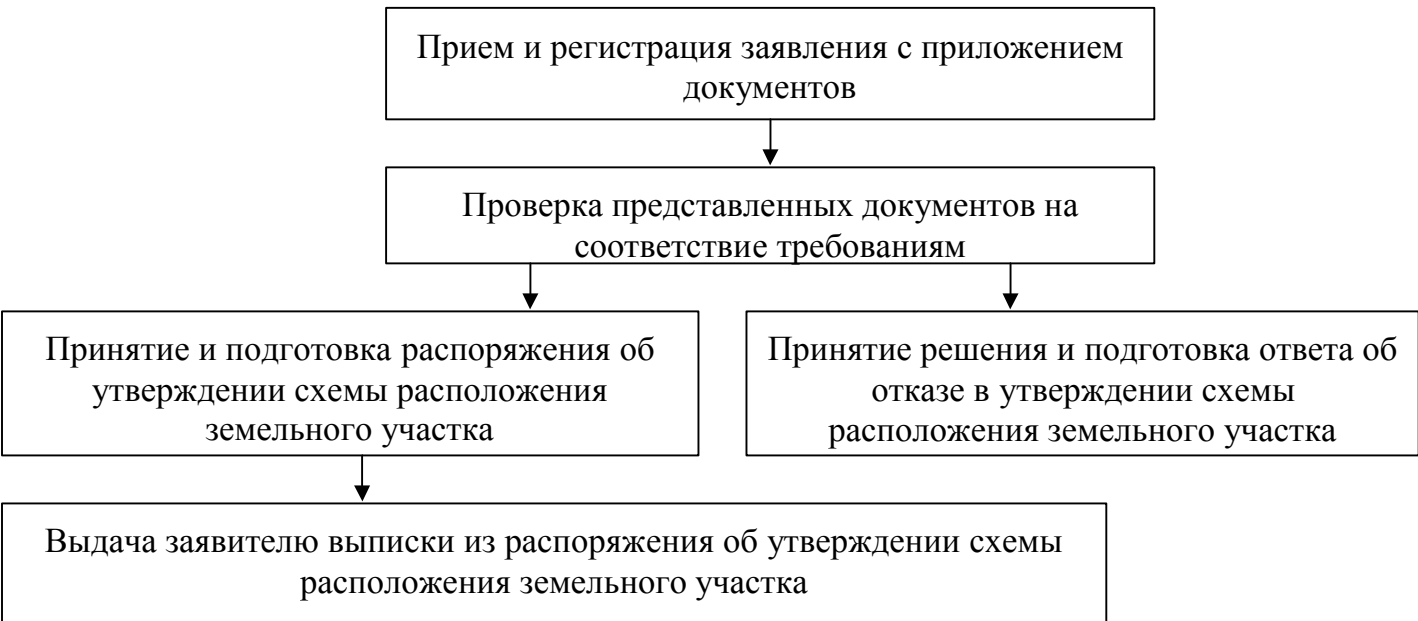 Прием и регистрация заявления с приложением
документов
Проверка представленных документов на
соответствие требованиям
Принятие и подготовка распоряжения об
утверждении схемы расположения
земельного участка
Принятие решения и подготовка ответа об
отказе в утверждении схемы
расположения земельного участка
Выдача заявителю выписки из распоряжения об утверждении схемы
расположения земельного участка